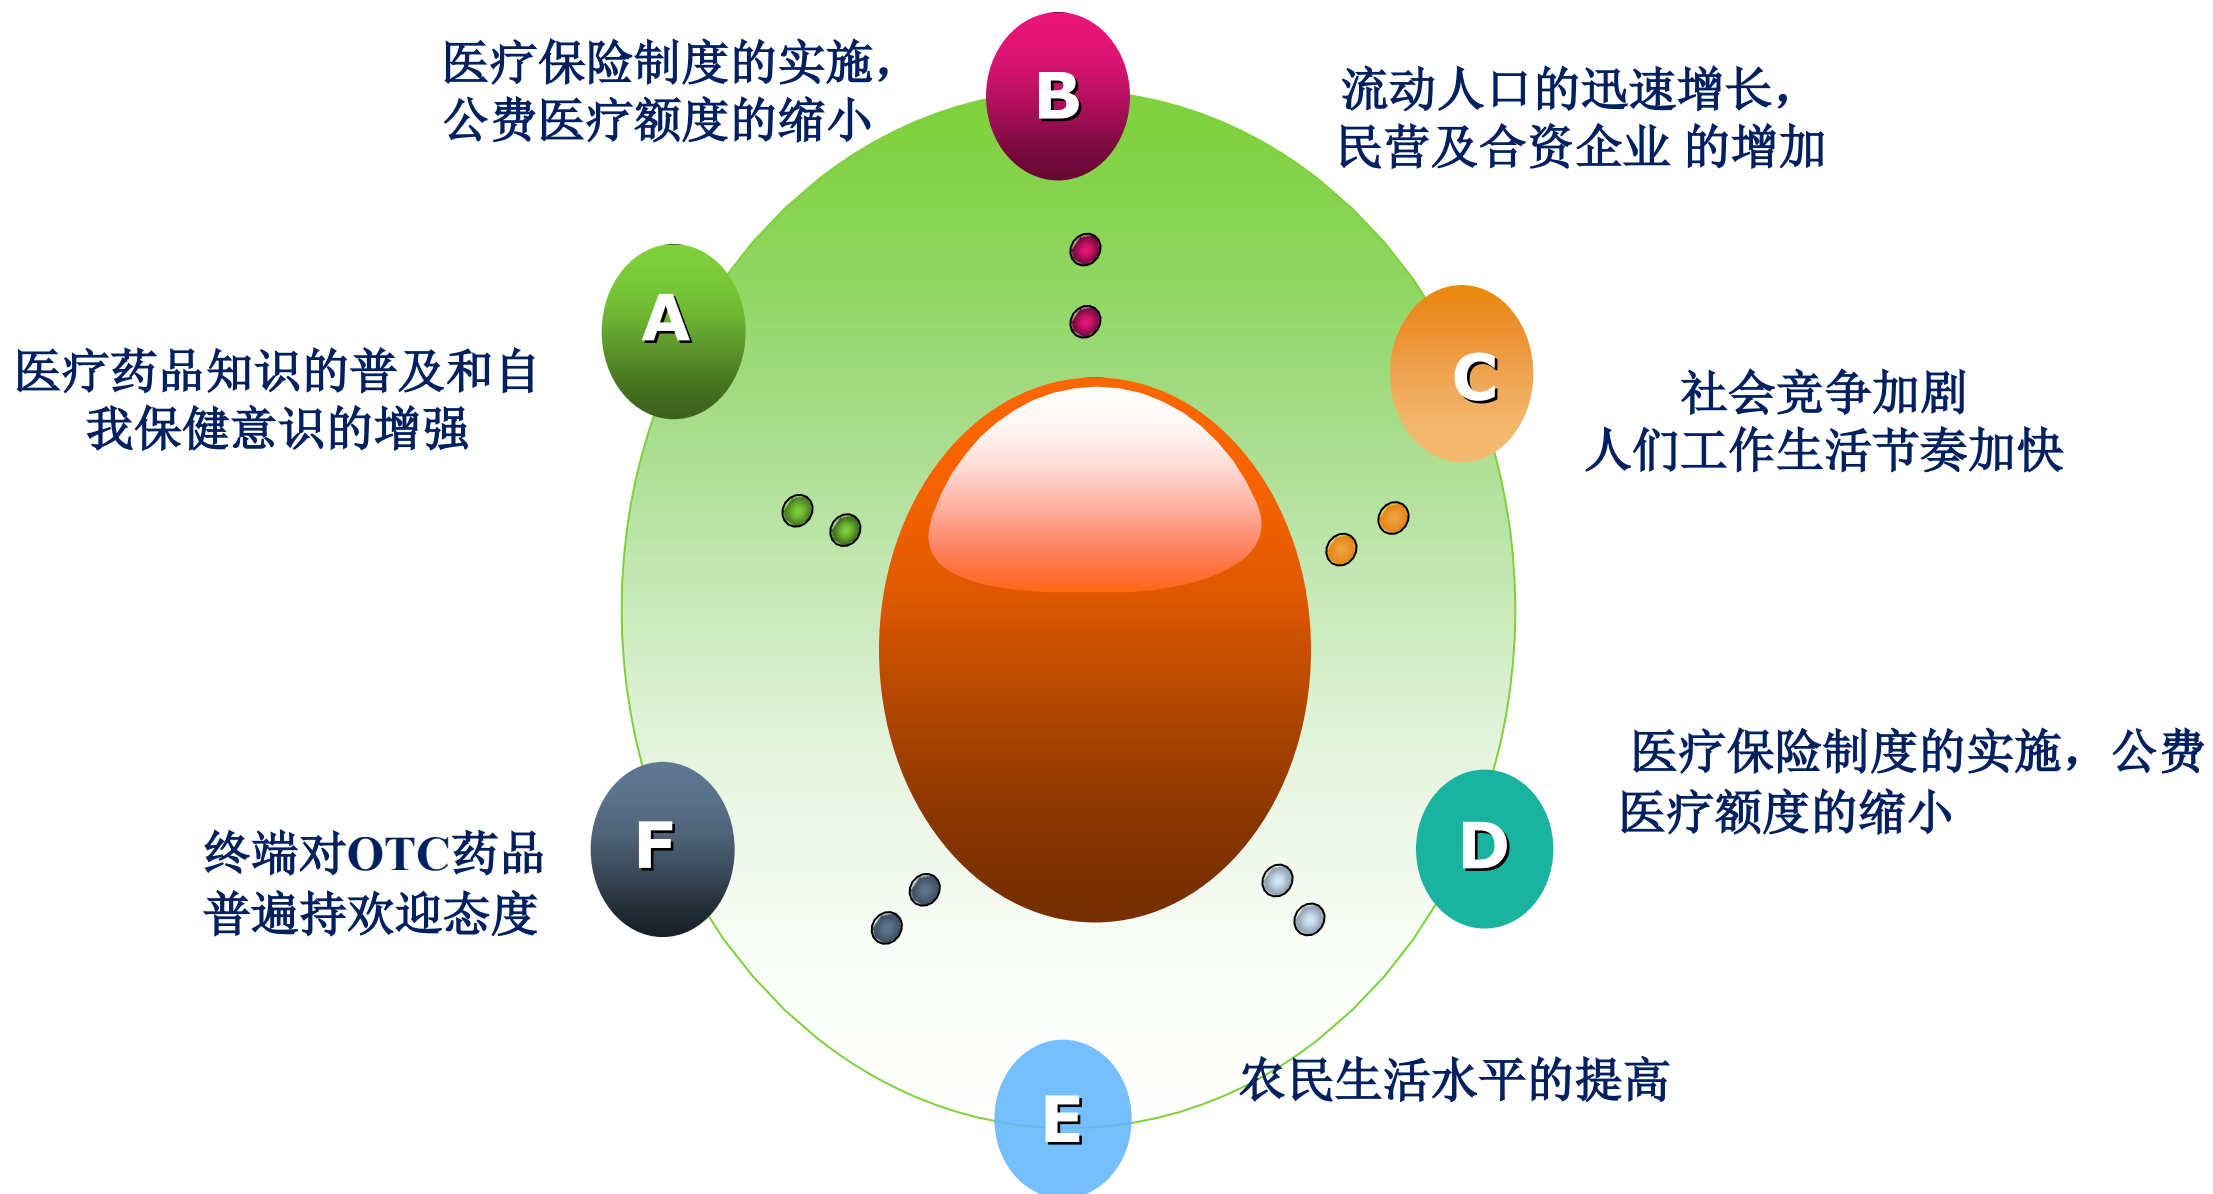 医疗保险制度的实施，
公费医疗额度的缩小
B
流动人口的迅速增长，
民营及合资企业 的增加
A
医疗药品知识的普及和自
我保健意识的增强
C
社会竞争加剧
人们工作生活节奏加快
医疗保险制度的实施，公费
医疗额度的缩小
D
F
终端对OTC药品
普遍持欢迎态度
农民生活水平的提高
E